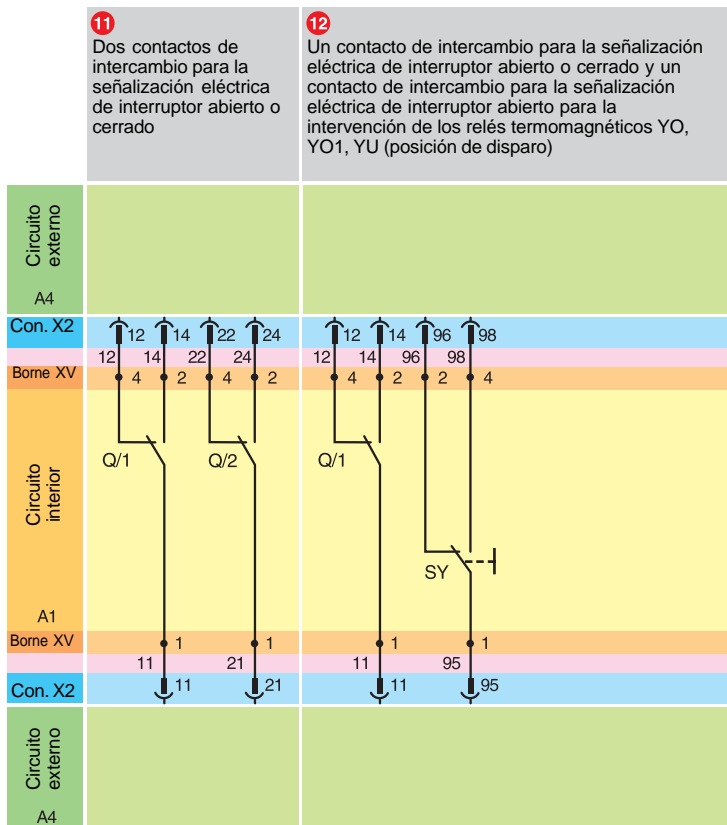 11
Dos contactos de
intercambio para la
señalización eléctrica
de interruptor abierto o
cerrado
12
Un contacto de intercambio para la señalización
eléctrica de interruptor abierto o cerrado y un
contacto de intercambio para la señalización
eléctrica de interruptor abierto para la
intervención de los relés termomagnéticos YO,
YO1, YU (posición de disparo)
Circuito
externo
A4
Con. X2
12 14 22 24 12 14 96 98
12 14 22 24 12 14 96 98
Borne XV
4 2 4 2 4 2 2 4
Q/1 Q/2 Q/1
Circuito
interior
SY
A1
Borne XV
1 1 1 1
11 21 11 95
Con. X2
11 21 11 95
Circuito
externo
A4